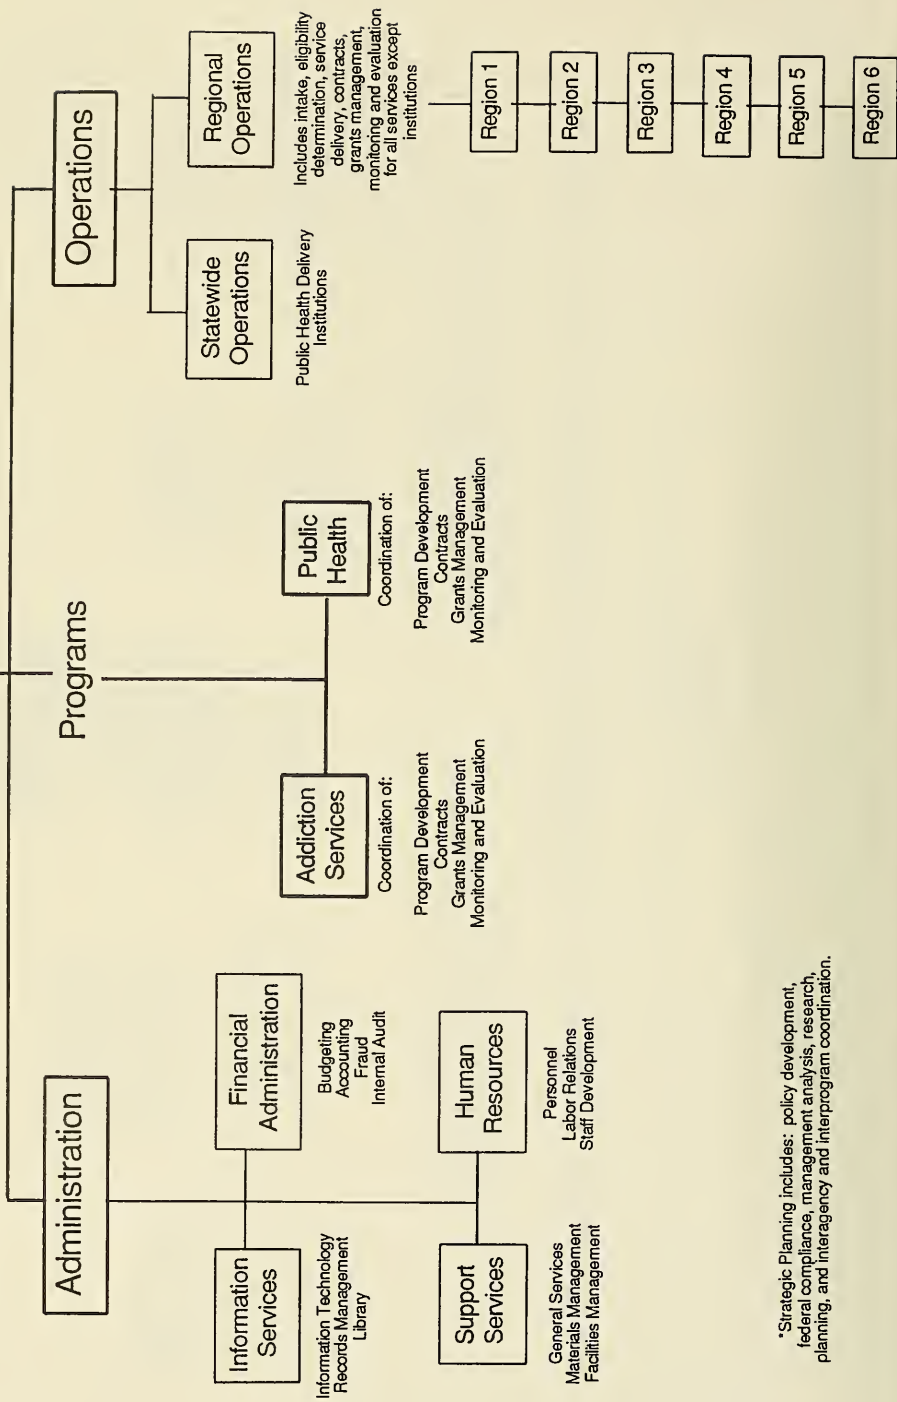 Administration
Information
Services
Information Technology
Records Management
Library
Financial
Administration
Budgeting
Accounting
Fraud
Internal Audit
Support
Services
General Services
Materials Management
Facilities Management
Human
Resources
Personnel
Labor Relations
Staff Development
Programs
Addiction
Services
Coordination of:
Program Development
Contracts
Grants Management
Monitoring and Evaluation
Public
Health
Coordination of:
Program Development
Contracts
Grants Management
Monitoring and Evaluation
Operations
Statewide
Operations
Public Health Delivery
Institutions
Regional
Operations
Includes intake, eligibility
determination, service
delivery, contracts,
grants management,
monitoring and evaluation
for all services except
institutions
Region 1
Region 2
Region 3
Region 4
Region 5
Region 6
*Strategic Planning includes: policy development,
federal compliance, management analysis, research,
planning, and interagency and interprogram coordination.